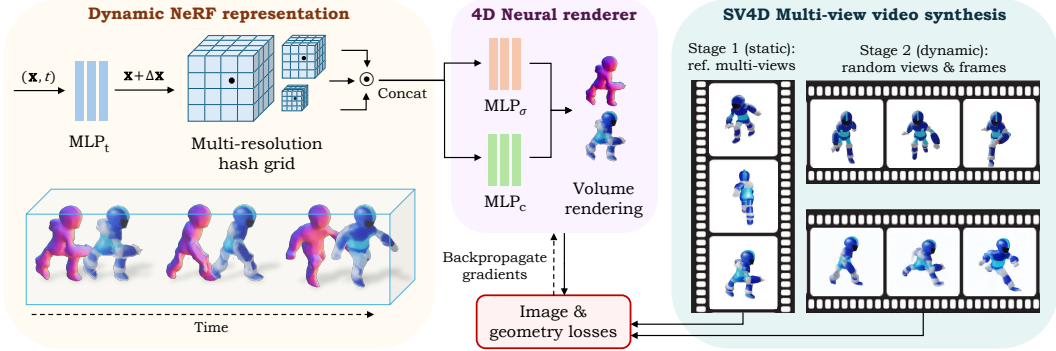 Dynamic NeRF representation
(x, t)
MLPt
x+Δx
Multi-resolution
hash grid
Concat
Time
4D Neural renderer
MLPσ
MLPc
Volume
rendering
Backpropagate
gradients
Image &
geometry losses
SV4D Multi-view video synthesis
Stage 1 (static):
ref. multi-views
Stage 2 (dynamic):
random views & frames